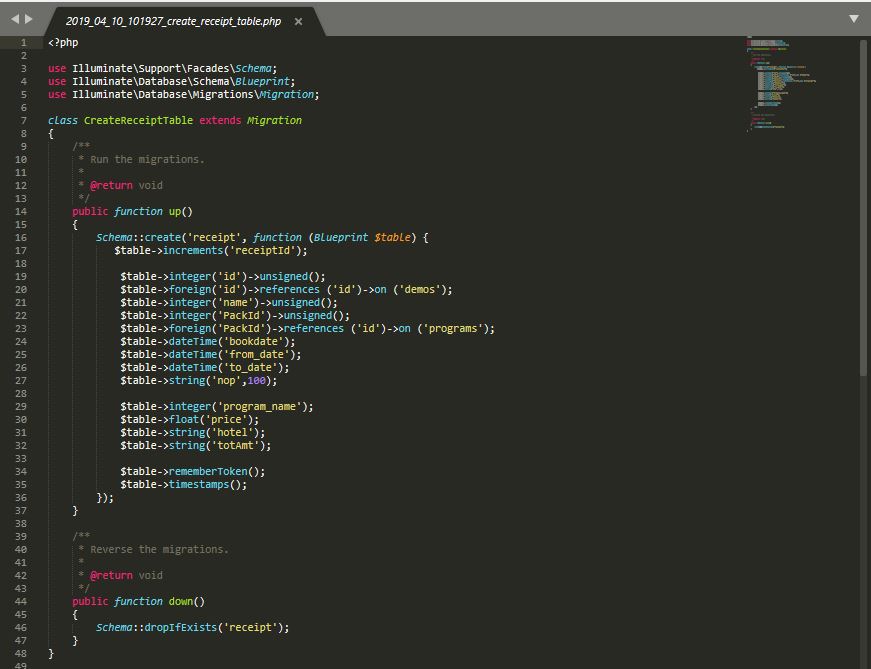 2019_04_10_101927_create_receipt_table.php ×
1 <?php
2
3 use Illuminate\Support\Facades\Schema;
4 use Illuminate\Database\Schema\Blueprint;
5 use Illuminate\Database\Migrations\Migration;
6
7 class CreateReceiptTable extends Migration
8 {
9 /**
10 * Run the migrations.
11 *
12 * @return void
13 */
14 public function up()
15 {
16 Schema::create('receipt', function (Blueprint $table) {
17 $table->increments('receiptId');
18
19 $table->integer('id')->unsigned();
20 $table->foreign('id')->references ('id')->on ('demos');
21 $table->integer('name')->unsigned();
22 $table->integer('PackId')->unsigned();
23 $table->foreign('PackId')->references ('id')->on ('programs');
24 $table->dateTime('bookdate');
25 $table->dateTime('from_date');
26 $table->dateTime('to_date');
27 $table->string('nop',100);
28
29 $table->integer('program_name');
30 $table->float('price');
31 $table->string('hotel');
32 $table->string('totAmt');
33
34 $table->rememberToken();
35 $table->timestamps();
36 });
37 }
38
39 /**
40 * Reverse the migrations.
41 *
42 * @return void
43 */
44 public function down()
45 {
46 Schema::dropIfExists('receipt');
47 }
48 }
49